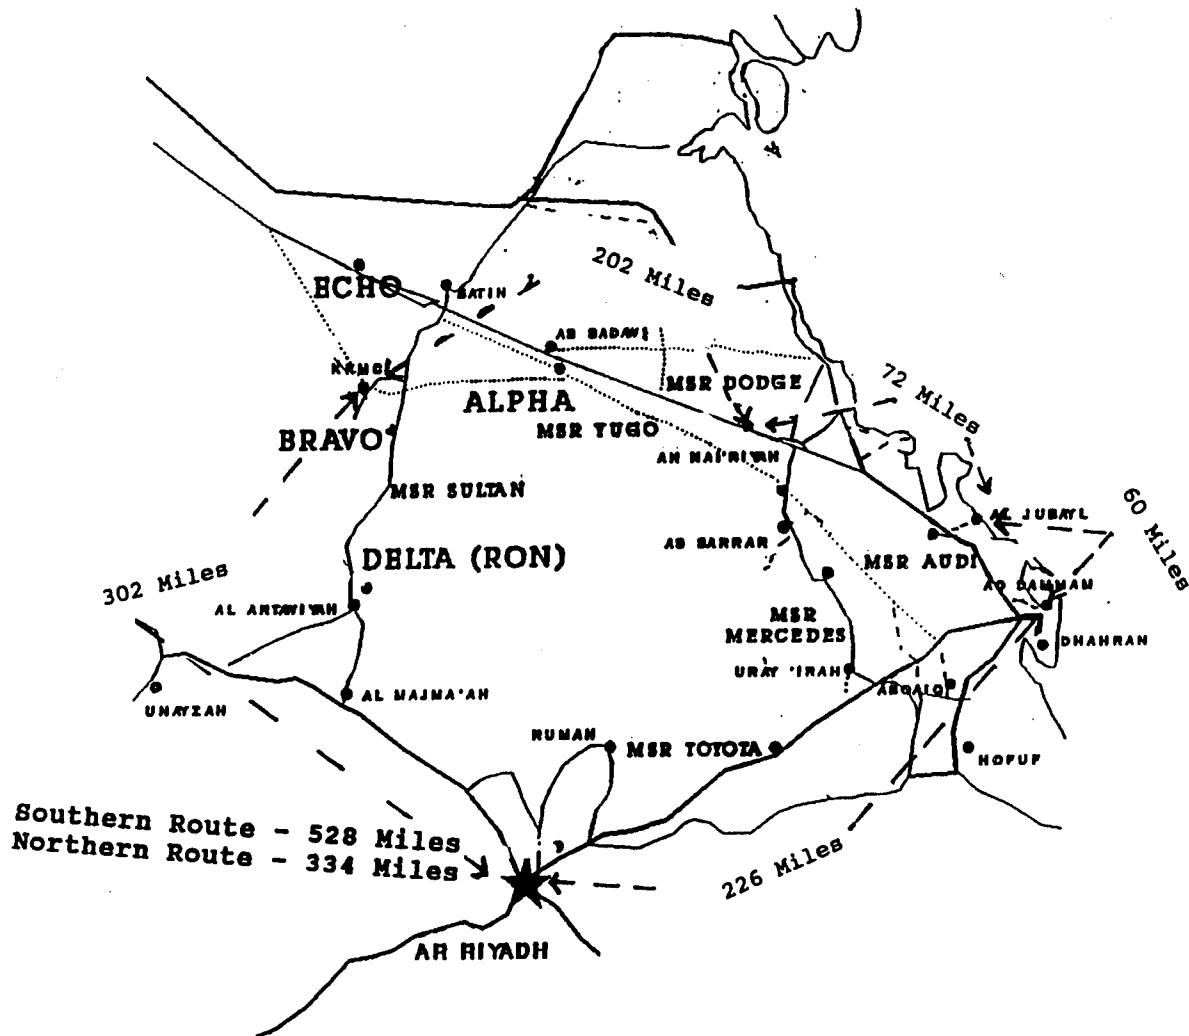 202 Miles
ECHO
BATIN
AS BADAWI
72 Miles
MSR DODGE
ALPHA
MSR YUGO
BRAVO
AN NAI'RIYAH
MSR SULTAN
60 Miles
AL JUBAYL
AS SARRAR
DELTA (RON)
MSR AUDI
302 Miles
AD DAMMAM
AL ARTAWIYAH
MSR
MERCEDES
DHAHRAN
URAY 'IRAH
ABQAIQ
AL MAJMA'AH
UNAYZAH
RUMAH
MSR TOTOTA
HOFUF
Southern Route - 528 Miles
Northern Route - 334 Miles
226 Miles
AR RIYADH